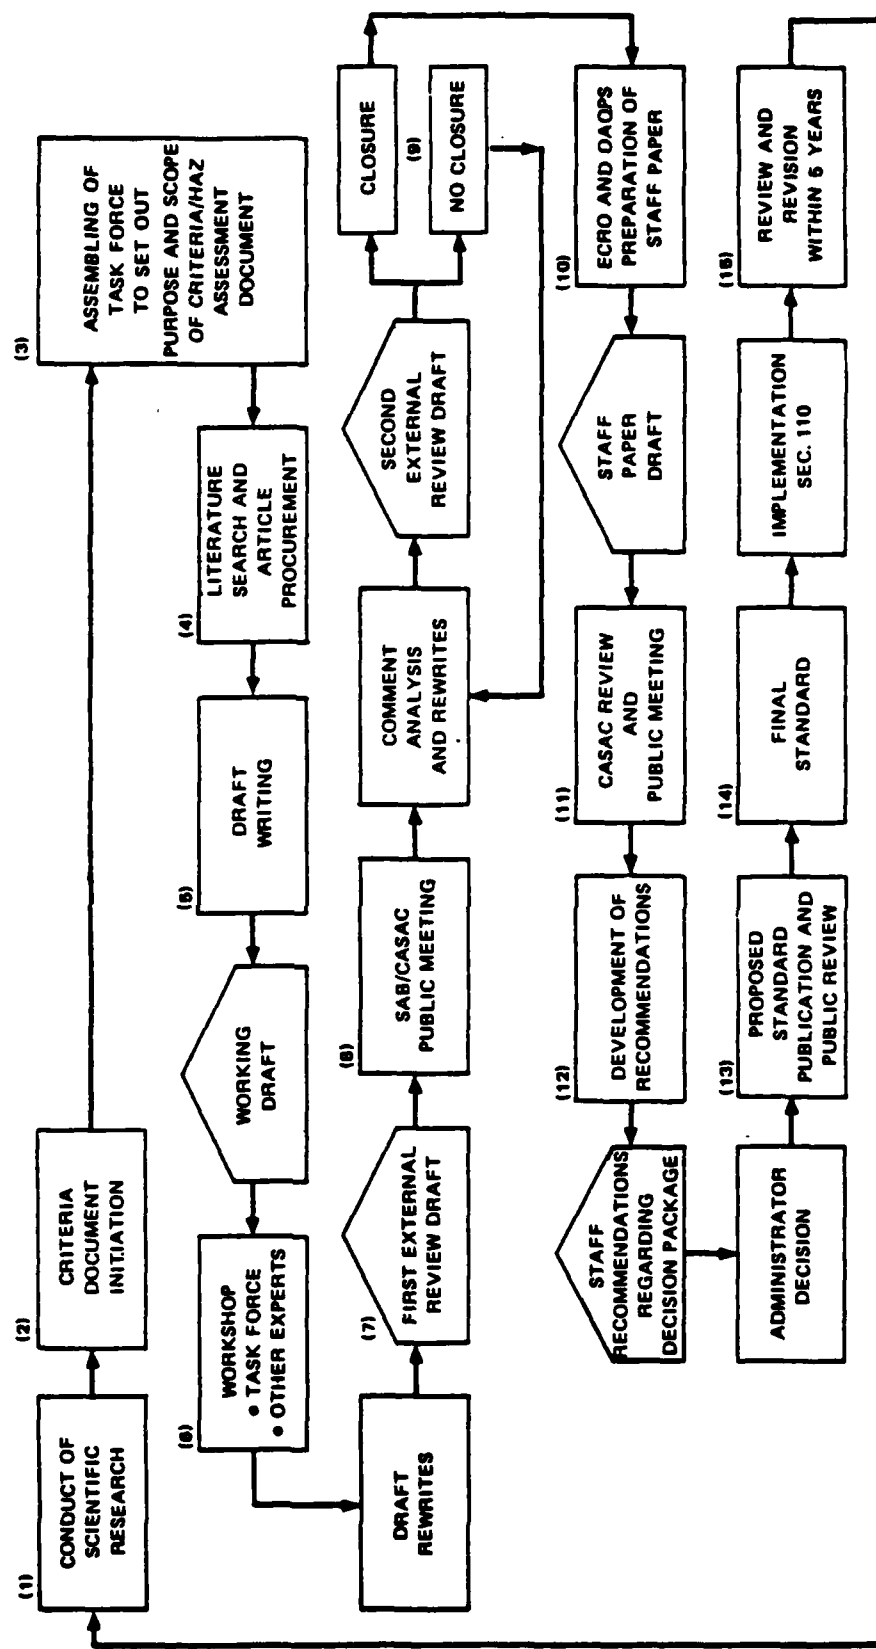 (1)
CONDUCT OF
SCIENTIFIC
RESEARCH
(2)
CRITERIA
DOCUMENT
INITIATION
(3)
ASSEMBLING OF
TASK FORCE
TO SET OUT
PURPOSE AND SCOPE
OF CRITERIA/HAZ
ASSESSMENT
DOCUMENT
(4)
LITERATURE
SEARCH AND
ARTICLE
PROCUREMENT
(5)
DRAFT
WRITING
WORKING
DRAFT
(6)
WORKSHOP
• TASK FORCE
• OTHER EXPERTS
DRAFT
REWRITES
(7)
FIRST EXTERNAL
REVIEW DRAFT
(8)
SAB/CASAC
PUBLIC MEETING
COMMENT
ANALYSIS
AND REWRITES
SECOND
EXTERNAL
REVIEW DRAFT
CLOSURE
(9)
NO CLOSURE
(10)
ECRO AND OAQPS
PREPARATION OF
STAFF PAPER
STAFF
PAPER
DRAFT
(11)
CASAC REVIEW
AND
PUBLIC MEETING
(12)
DEVELOPMENT OF
RECOMMENDATIONS
STAFF
RECOMMENDATIONS
REGARDING
DECISION PACKAGE
ADMINISTRATOR
DECISION
(13)
PROPOSED
STANDARD
PUBLICATION AND
PUBLIC REVIEW
(14)
FINAL
STANDARD
IMPLEMENTATION
SEC. 110
(15)
REVIEW AND
REVISION
WITHIN 5 YEARS